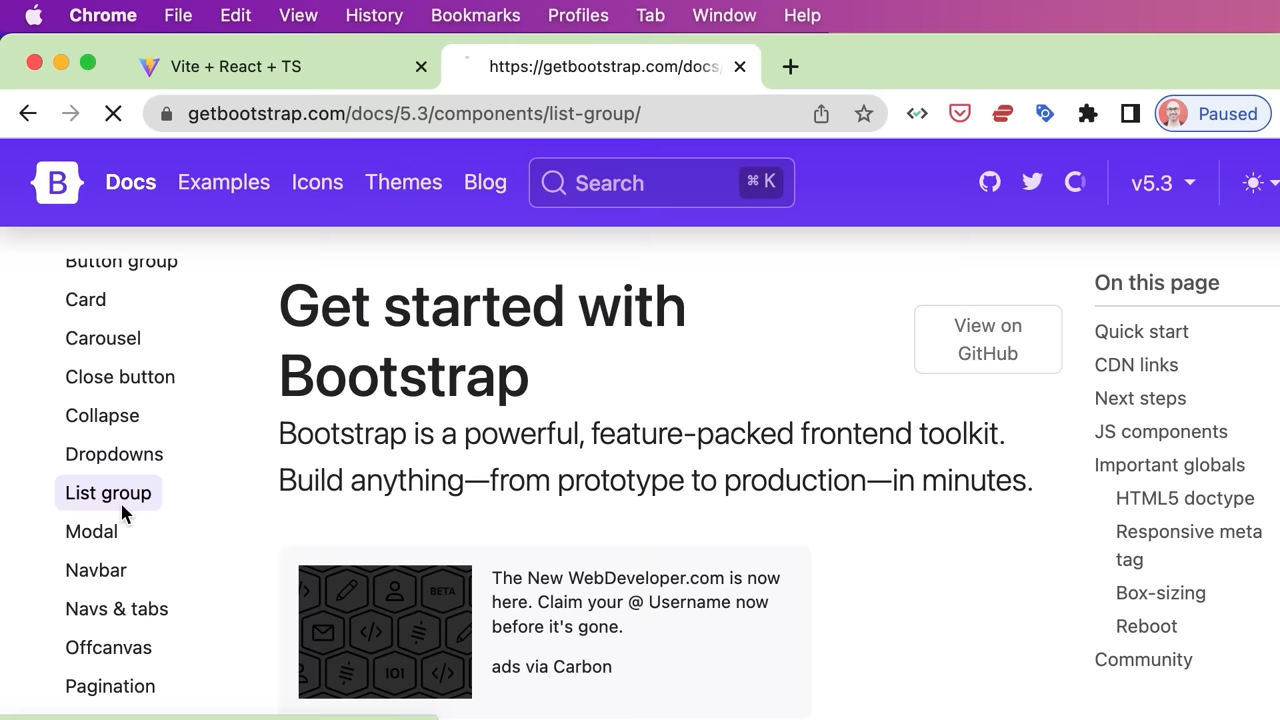 Chrome File Edit View History Bookmarks Profiles Tab Window Help
Vite + React + TS
https://getbootstrap.com/docs
getbootstrap.com/docs/5.3/components/list-group/
Paused
B Docs Examples Icons Themes Blog Search ⌘ K v5.3
Button group
Card
Carousel
Close button
Collapse
Dropdowns
List group
Modal
Navbar
Navs & tabs
Offcanvas
Pagination
Get started with
Bootstrap
View on
GitHub
Bootstrap is a powerful, feature-packed frontend toolkit.
Build anything—from prototype to production—in minutes.
BETA
101
The New WebDeveloper.com is now
here. Claim your @ Username now
before it's gone.
ads via Carbon
On this page
Quick start
CDN links
Next steps
JS components
Important globals
HTML5 doctype
Responsive meta
tag
Box-sizing
Reboot
Community